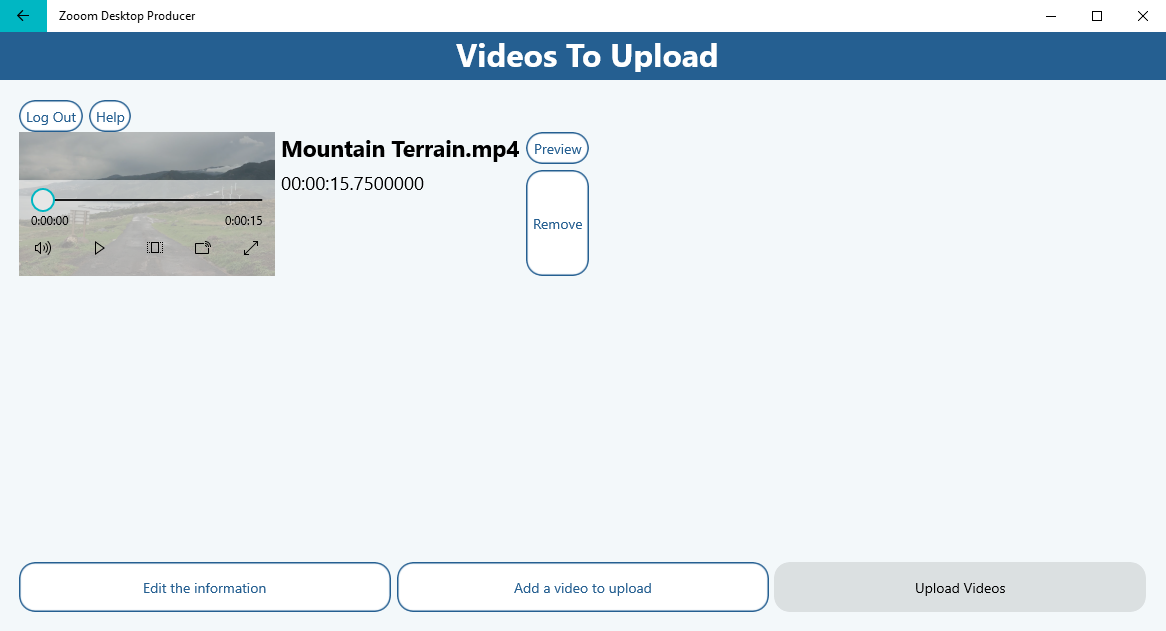 Zooom Desktop Producer
Videos To Upload
Log Out Help
Mountain Terrain.mp4 Preview
00:00:15.7500000
0:00:00 0:00:15
Remove
Edit the information Add a video to upload Upload Videos